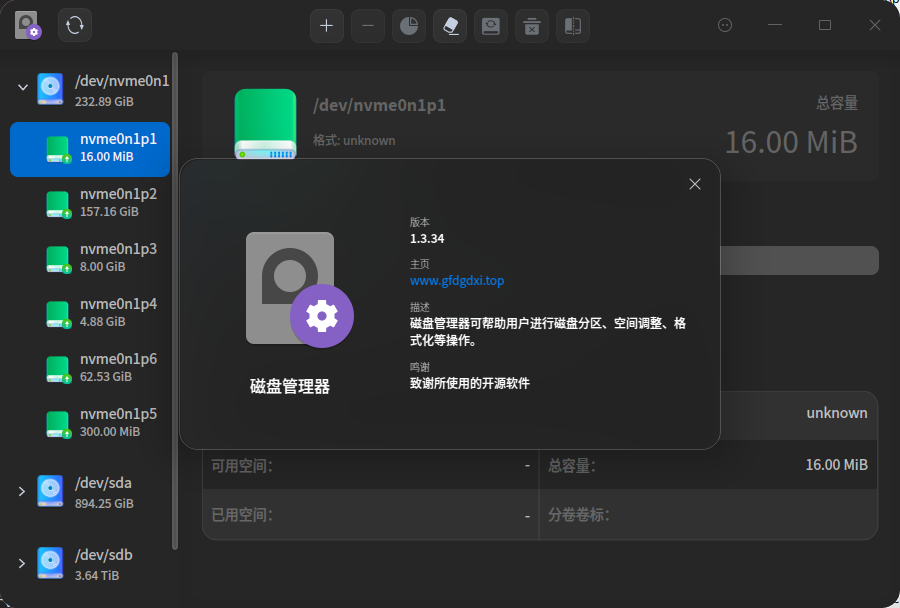 /dev/nvme0n1
232.89 GiB
nvme0n1p1
16.00 MiB
nvme0n1p2
157.16 GiB
nvme0n1p3
8.00 GiB
nvme0n1p4
4.88 GiB
nvme0n1p6
62.53 GiB
nvme0n1p5
300.00 MiB
/dev/sda
894.25 GiB
/dev/sdb
3.64 TiB
/dev/nvme0n1p1
格式: unknown
总容量
16.00 MiB
磁盘管理器
版本
1.3.34
主页
www.gfdgdxi.top
描述
磁盘管理器可帮助用户进行磁盘分区、空间调整、格
式化等操作。
鸣谢
致谢所使用的开源软件
unknown
可用空间: -
总容量: 16.00 MiB
已用空间: -
分卷卷标: